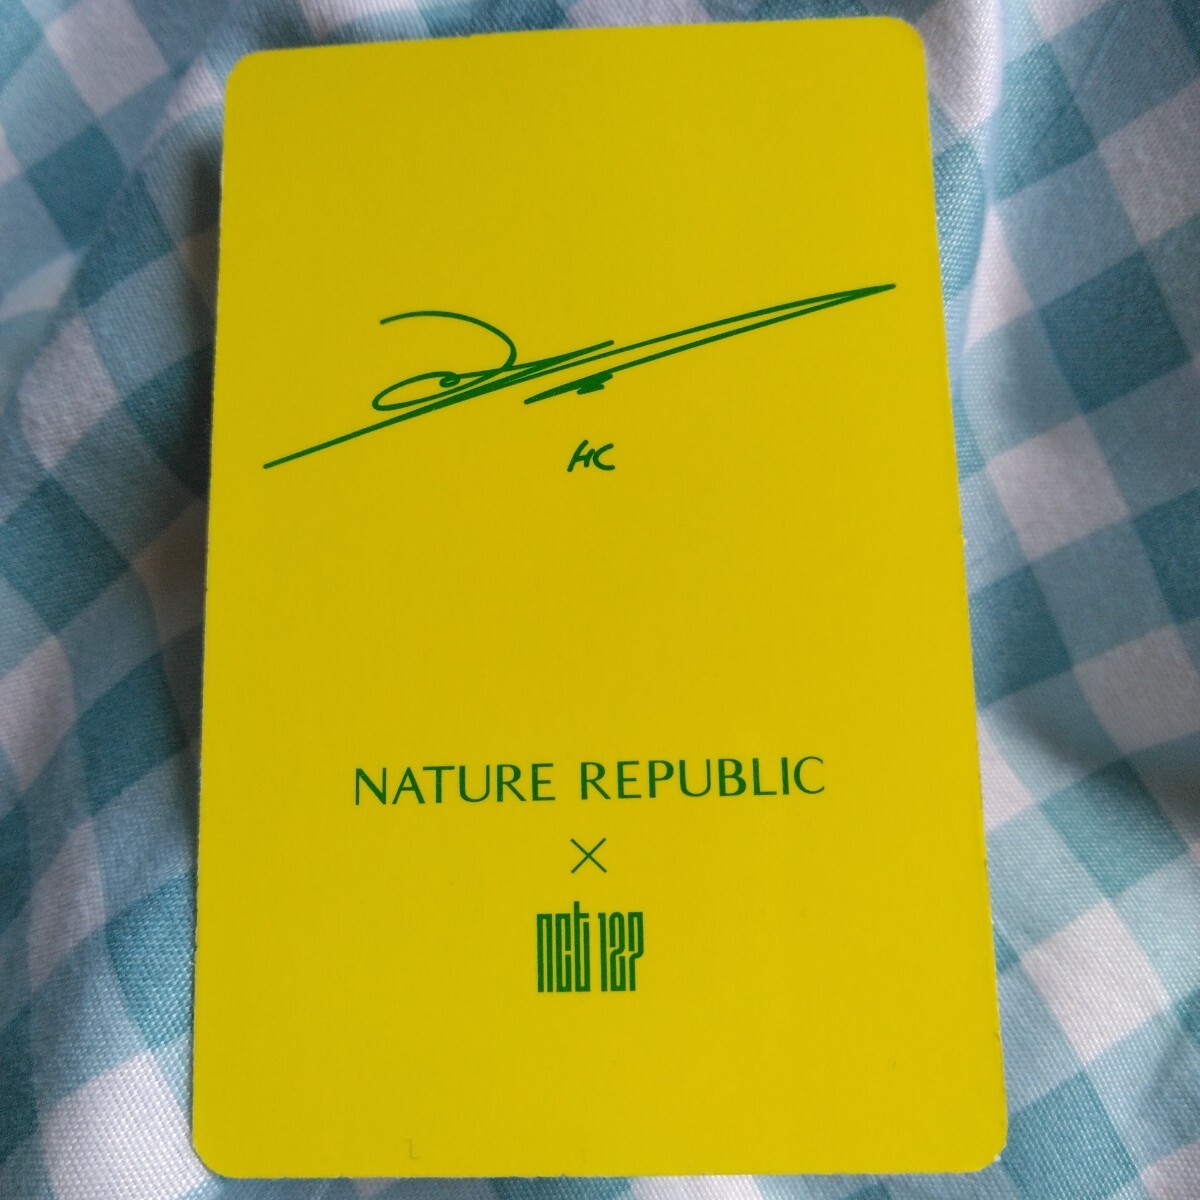 HC
NATURE REPUBLIC
×
nct 127